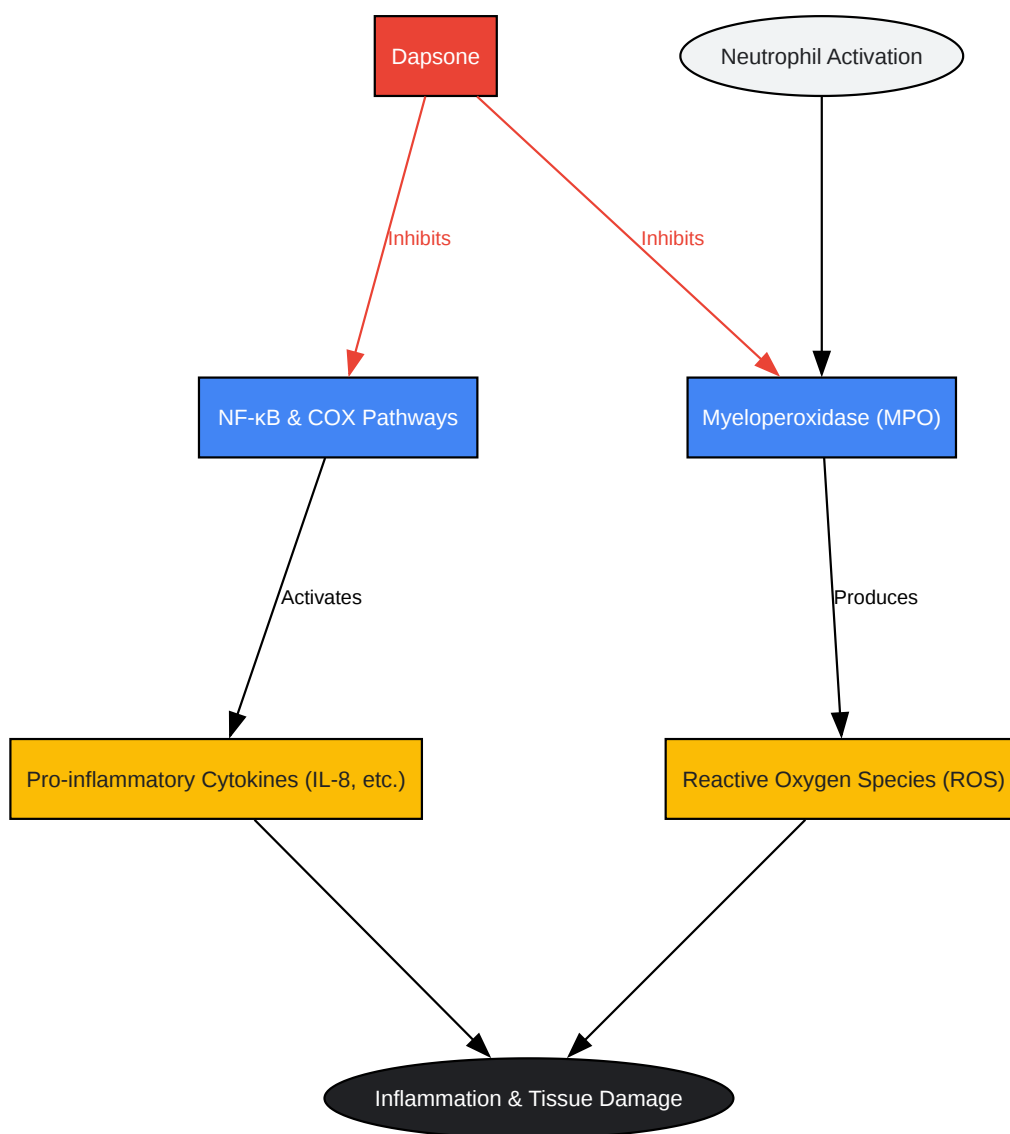 Dapsone
Neutrophil Activation
Inhibits
Inhibits
NF-κB & COX Pathways
Myeloperoxidase (MPO)
Activates
Produces
Pro-inflammatory Cytokines (IL-8, etc.)
Reactive Oxygen Species (ROS)
Inflammation & Tissue Damage